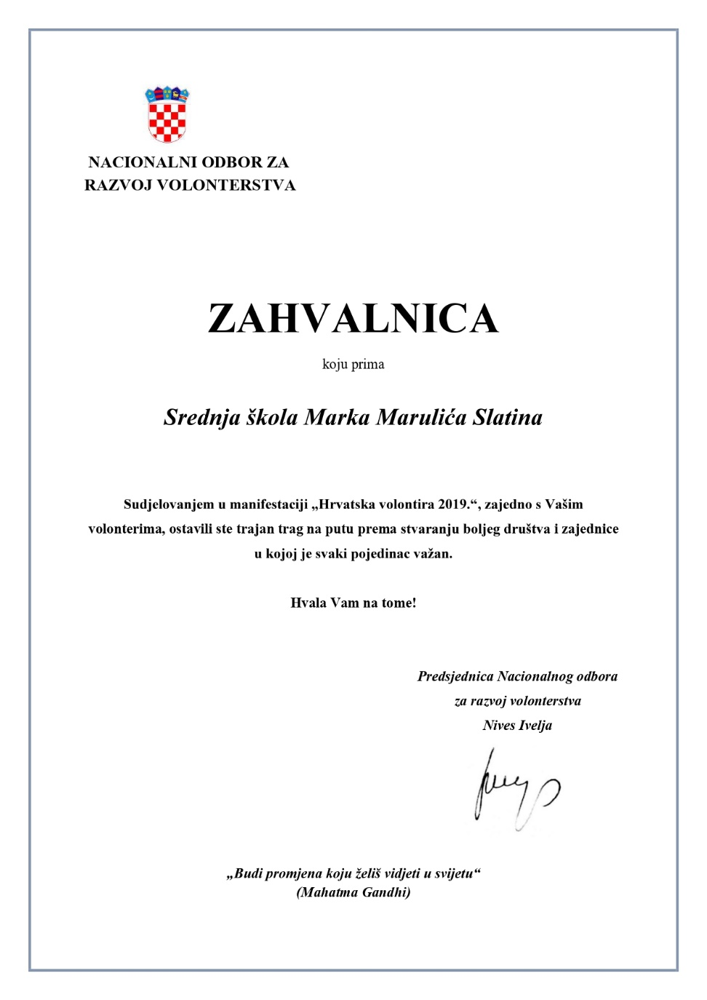 NACIONALNI ODBOR ZA
RAZVOJ VOLONTERSTVA
ZAHVALNICA
koju prima
Srednja škola Marka Marulića Slatina
Sudjelovanjem u manifestaciji „Hrvatska volontira 2019.“, zajedno s Vašim
volonterima, ostavili ste trajan trag na putu prema stvaranju boljeg društva i zajednice
u kojoj je svaki pojedinac važan.
Hvala Vam na tome!
Predsjednica Nacionalnog odbora
za razvoj volonterstva
Nives Ivelja
„Budi promjena koju želiš vidjeti u svijetu“
(Mahatma Gandhi)